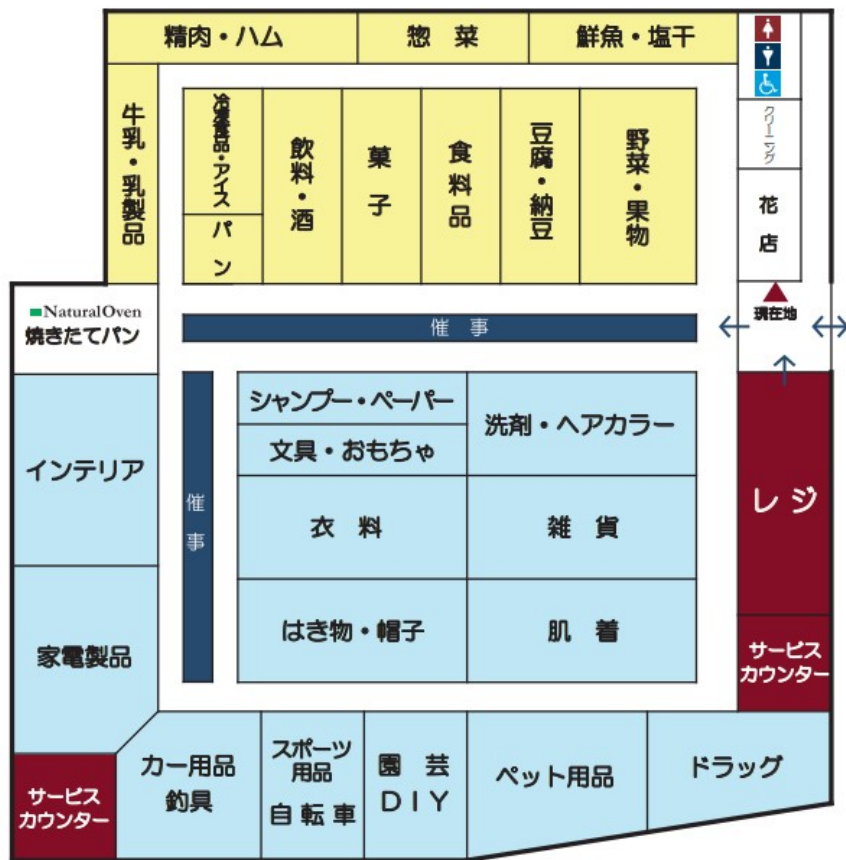 精肉・ハム
惣菜
鮮魚・塩干
牛乳・乳製品
冷凍食品・アイス
パン
飲料・酒
菓子
食料品
豆腐・納豆
野菜・果物
クリーニング
花店
現在地
NaturalOven
焼きたてパン
催事
インテリア
催事
シャンプー・ペーパー
文具・おもちゃ
洗剤・ヘアカラー
衣料
雑貨
レジ
はき物・帽子
肌着
家電製品
サービス
カウンター
サービス
カウンター
カー用品
釣具
スポーツ
用品
自転車
園芸
DIY
ペット用品
ドラッグ